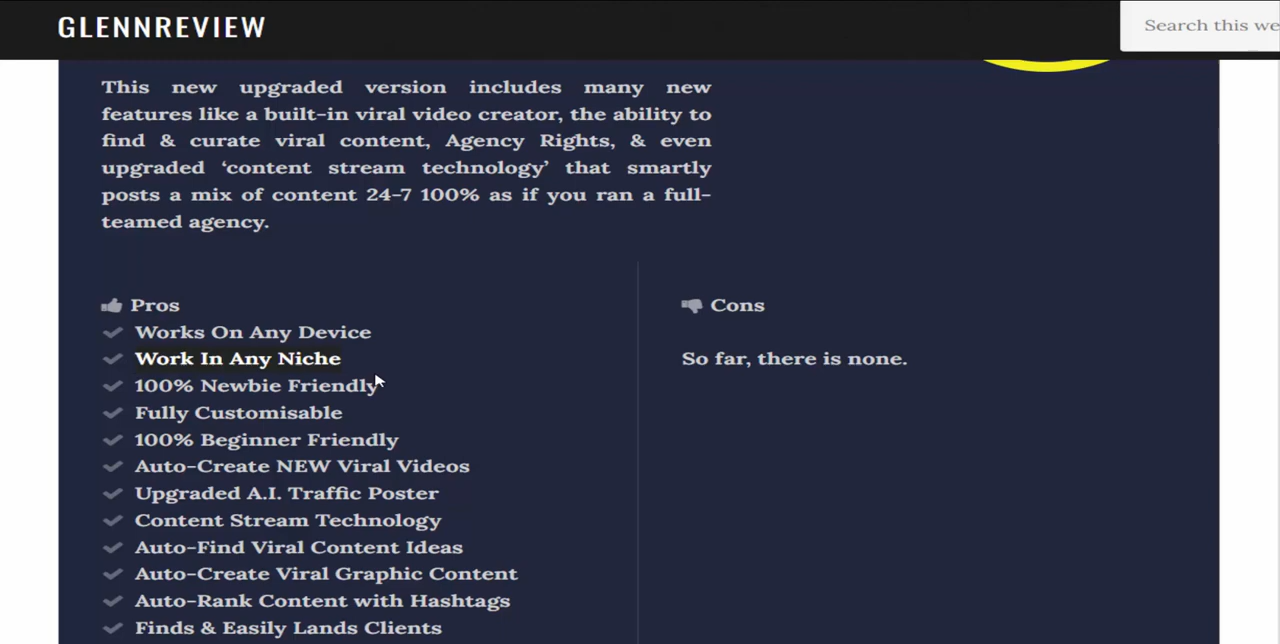 GLENNREVIEW
Search this we
This new upgraded version includes many new
features like a built-in viral video creator, the ability to
find & curate viral content, Agency Rights, & even
upgraded ‘content stream technology’ that smartly
posts a mix of content 24-7 100% as if you ran a full-
teamed agency.
Pros
Works On Any Device
Work In Any Niche
100% Newbie Friendly
Fully Customisable
100% Beginner Friendly
Auto-Create NEW Viral Videos
Upgraded A.I. Traffic Poster
Content Stream Technology
Auto-Find Viral Content Ideas
Auto-Create Viral Graphic Content
Auto-Rank Content with Hashtags
Finds & Easily Lands Clients
Cons
So far, there is none.